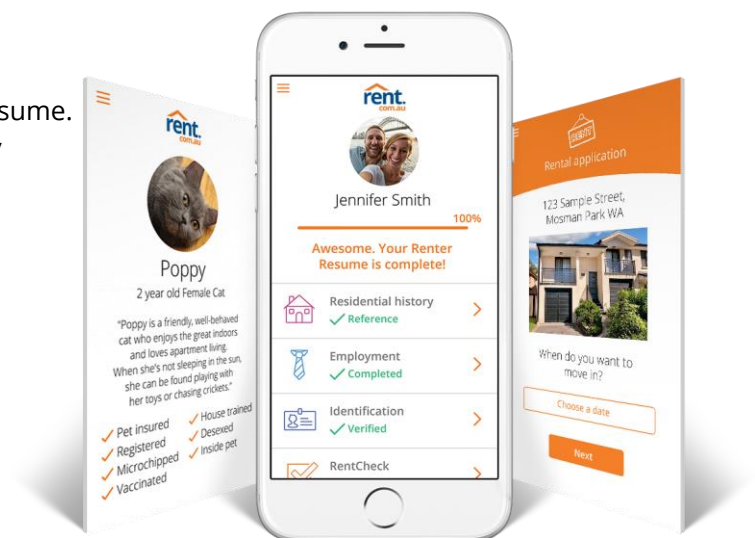 sume.
rent.
com.au
Poppy
2 year old Female Cat
“Poppy is a friendly, well-behaved
cat who enjoys the great indoors
and loves apartment living.
When she's not sleeping in the sun,
she can be found playing with
her toys or chasing crickets.”
Pet insured
Registered
Microchipped
Vaccinated
House trained
Desexed
Inside pet
rent.
com.au
Jennifer Smith
100%
Awesome. Your Renter
Resume is complete!
Residential history
Reference
Employment
Completed
Identification
Verified
RentCheck
Rental application
123 Sample Street,
Mosman Park WA
When do you want to
move in?
Choose a date
Next